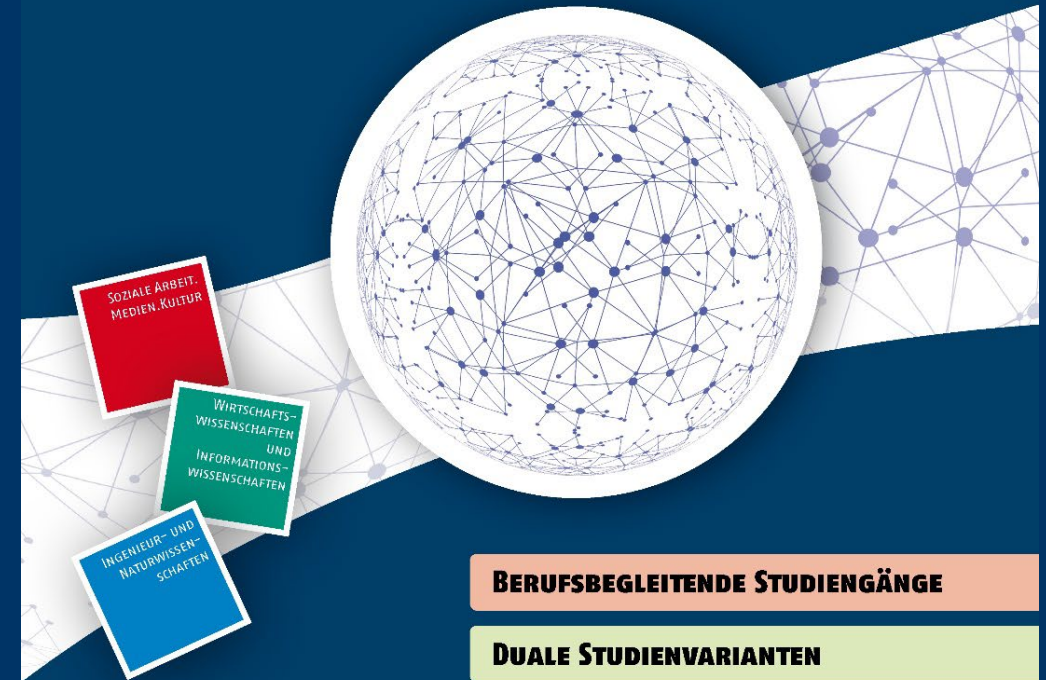 SOZIALE ARBEIT.
MEDIEN.KULTUR
WIRTSCHAFTS-
WISSENSCHAFTEN
UND
INFORMATIONS-
WISSENSCHAFTEN
INGENIEUR- UND
NATURWISSEN-
SCHAFTEN
BERUFSBEGLEITENDE STUDIENGÄNGE
DUALE STUDIENVARIANTEN